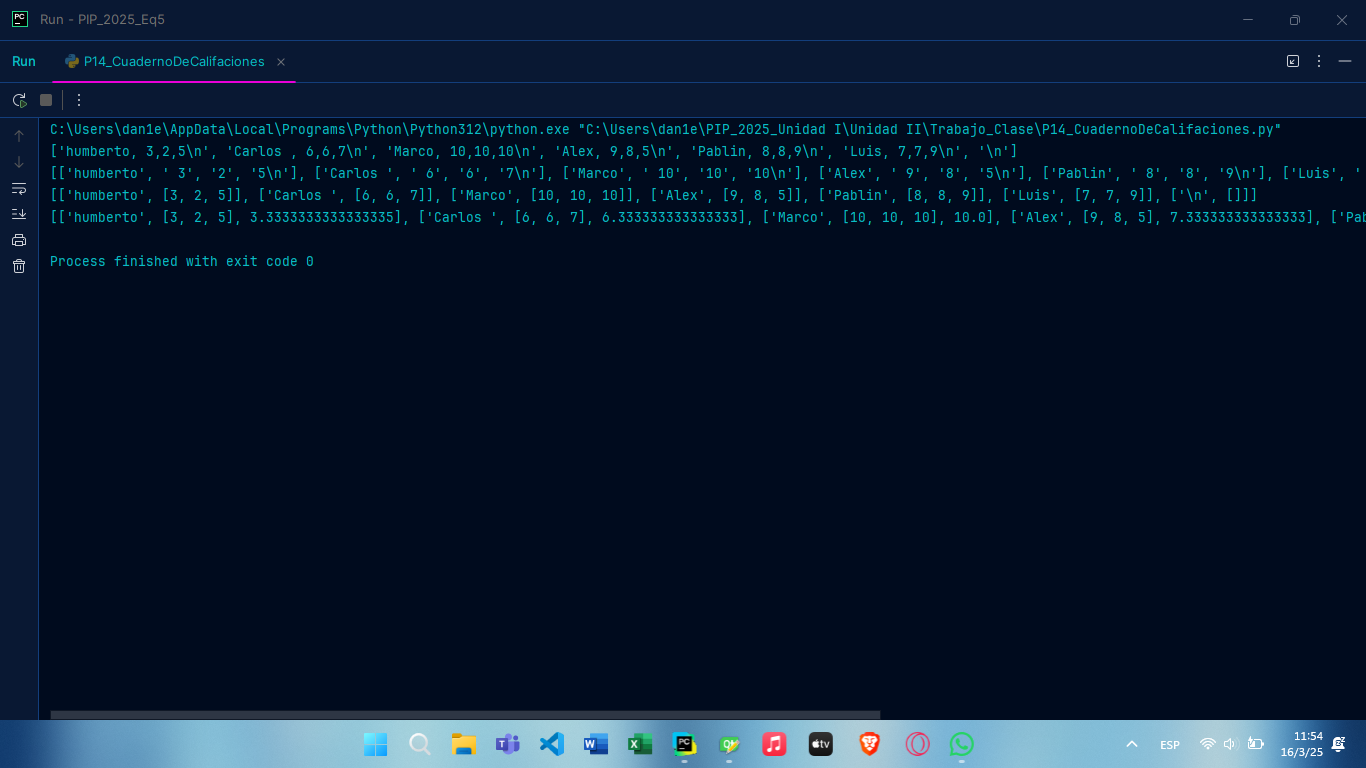 PC Run - PIP_2025_Eq5
Run P14_CuadernoDeCalifaciones
C:\Users\dan1e\AppData\Local\Programs\Python\Python312\python.exe "C:\Users\dan1e\PIP_2025_Unidad I\Unidad II\Trabajo_Clase\P14_CuadernoDeCalifaciones.py"
['humberto, 3,2,5\n', 'Carlos , 6,6,7\n', 'Marco, 10,10,10\n', 'Alex, 9,8,5\n', 'Pablin, 8,8,9\n', 'Luis, 7,7,9\n', '\n']
[['humberto', ' 3', '2', '5\n'], ['Carlos ', ' 6', '6', '7\n'], ['Marco', ' 10', '10', '10\n'], ['Alex', ' 9', '8', '5\n'], ['Pablin', ' 8', '8', '9\n'], ['Luis', '
[['humberto', [3, 2, 5]], ['Carlos ', [6, 6, 7]], ['Marco', [10, 10, 10]], ['Alex', [9, 8, 5]], ['Pablin', [8, 8, 9]], ['Luis', [7, 7, 9]], ['\n', []]]
[['humberto', [3, 2, 5], 3.3333333333333335], ['Carlos ', [6, 6, 7], 6.333333333333333], ['Marco', [10, 10, 10], 10.0], ['Alex', [9, 8, 5], 7.333333333333333], ['Pab
Process finished with exit code 0
PC
tv
ESP
11:54
16/3/25